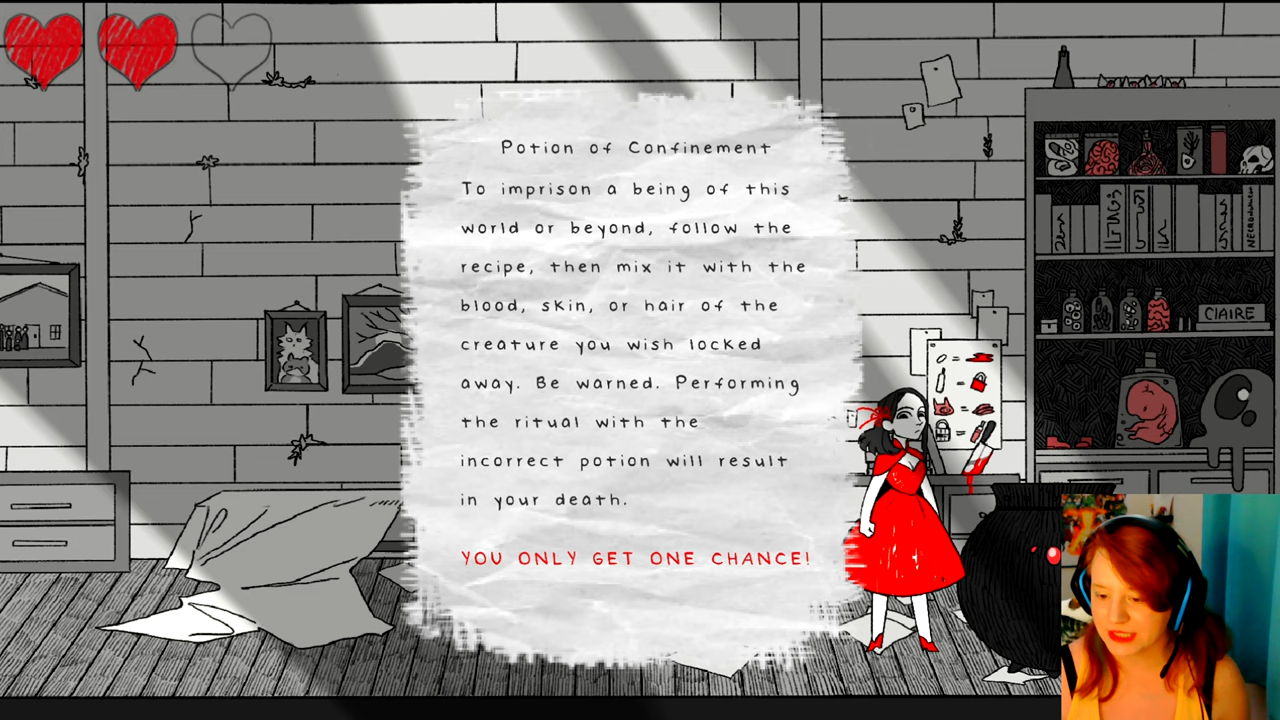 Potion of Confinement
To imprison a being of this
world or beyond, follow the
recipe, then mix it with the
blood, skin, or hair of the
creature you wish locked
away. Be warned. Performing
the ritual with the
incorrect potion will result
in your death.
YOU ONLY GET ONE CHANCE!
CLAIRE